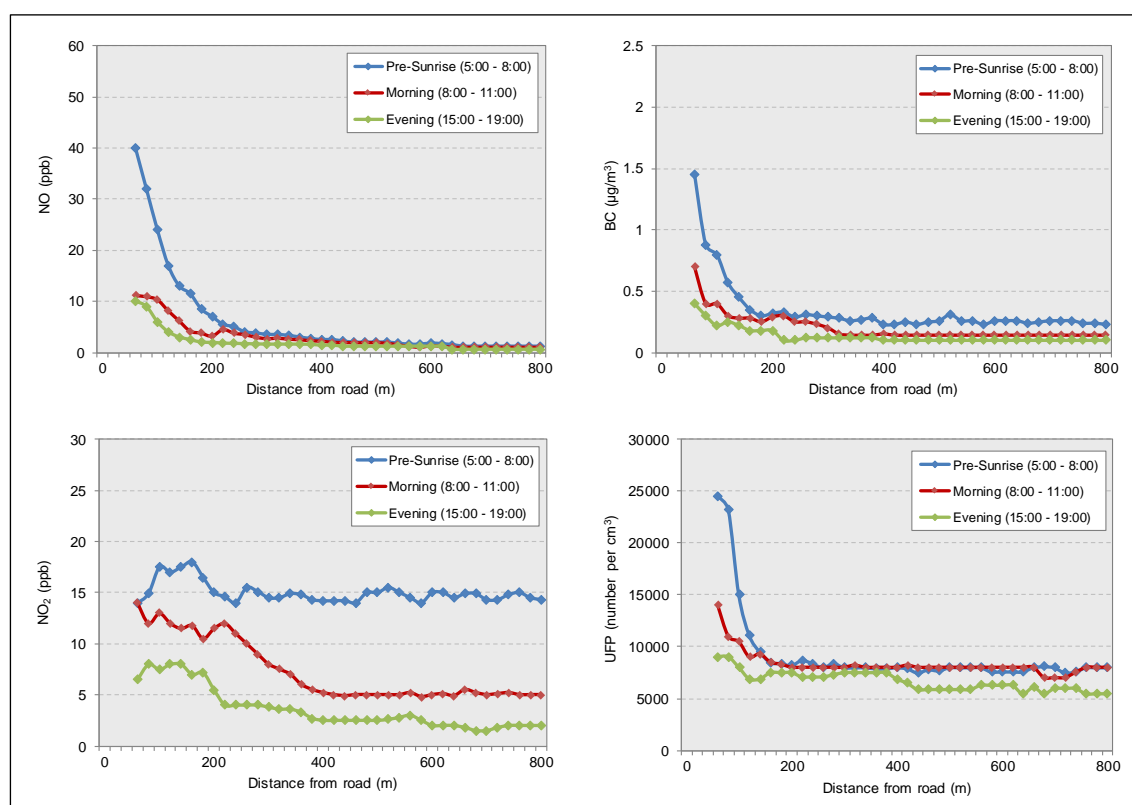 60
50
40
30
20
10
0
NO (ppb)
Pre-Sunrise (5:00 - 8:00)
Morning (8:00 - 11:00)
Evening (15:00 - 19:00)
0 200 400 600 800
Distance from road (m)
2.5
2
1.5
1
0.5
0
BC (µg/m³)
Pre-Sunrise (5:00 - 8:00)
Morning (8:00 - 11:00)
Evening (15:00 - 19:00)
0 200 400 600 800
Distance from road (m)
30
25
20
15
10
5
0
NO₂ (ppb)
Pre-Sunrise (5:00 - 8:00)
Morning (8:00 - 11:00)
Evening (15:00 - 19:00)
0 200 400 600 800
Distance from road (m)
30000
25000
20000
15000
10000
5000
0
UFP (number per cm³)
Pre-Sunrise (5:00 - 8:00)
Morning (8:00 - 11:00)
Evening (15:00 - 19:00)
0 200 400 600 800
Distance from road (m)